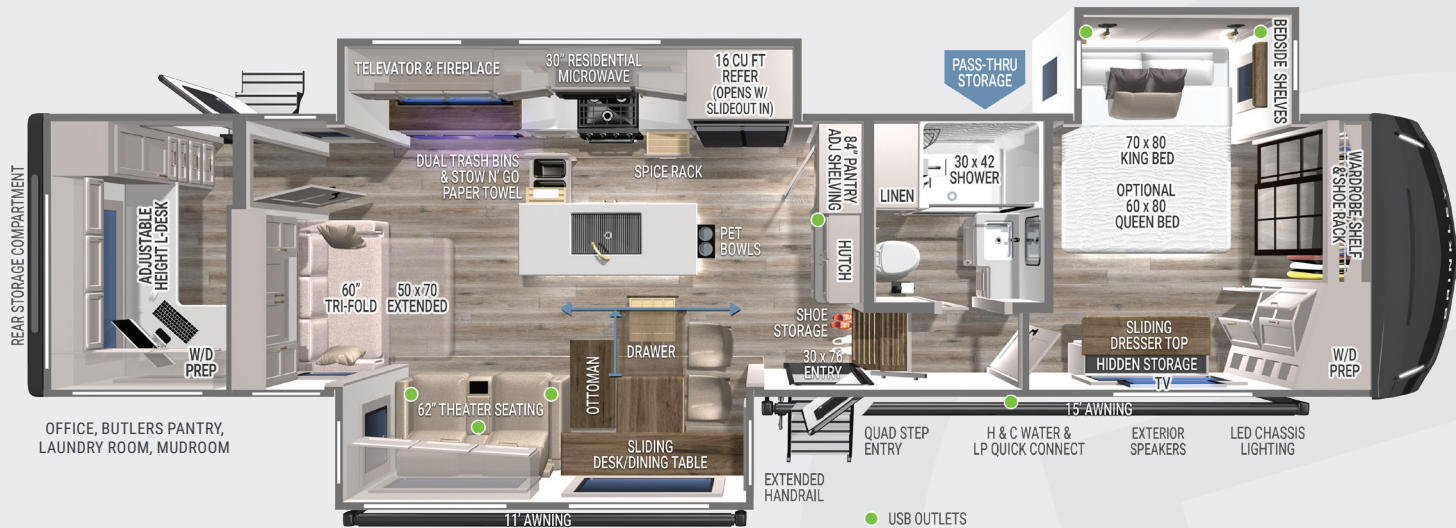 TELEVATOR & FIREPLACE
30" RESIDENTIAL
MICROWAVE
16 CU FT
REFER
(OPENS W/
SLIDEOUT IN)
PASS-THRU
STORAGE
BEDSIDE SHELVES
REAR STORAGE COMPARTMENT
ADJUSTABLE
HEIGHT L-DESK
W/D
PREP
DUAL TRASH BINS
& STOW N' GO
PAPER TOWEL
SPICE RACK
84" PANTRY
ADJ SHELVING
LINEN
30 x 42
SHOWER
70 x 80
KING BED
OPTIONAL
60 x 80
QUEEN BED
WARDROBE, SHELF
& SHOE RACK
PET
BOWLS
HUTCH
60"
TRI-FOLD
50 x 70
EXTENDED
SHOE
STORAGE
30 x 76
ENTRY
DRAWER
OTTOMAN
SLIDING
DRESSER TOP
HIDDEN STORAGE
TV
W/D
PREP
62" THEATER SEATING
SLIDING
DESK/DINING TABLE
15' AWNING
OFFICE, BUTLERS PANTRY,
LAUNDRY ROOM, MUDROOM
QUAD STEP
ENTRY
H & C WATER &
LP QUICK CONNECT
EXTERIOR
SPEAKERS
LED CHASSIS
LIGHTING
EXTENDED
HANDRAIL
11' AWNING
USB OUTLETS